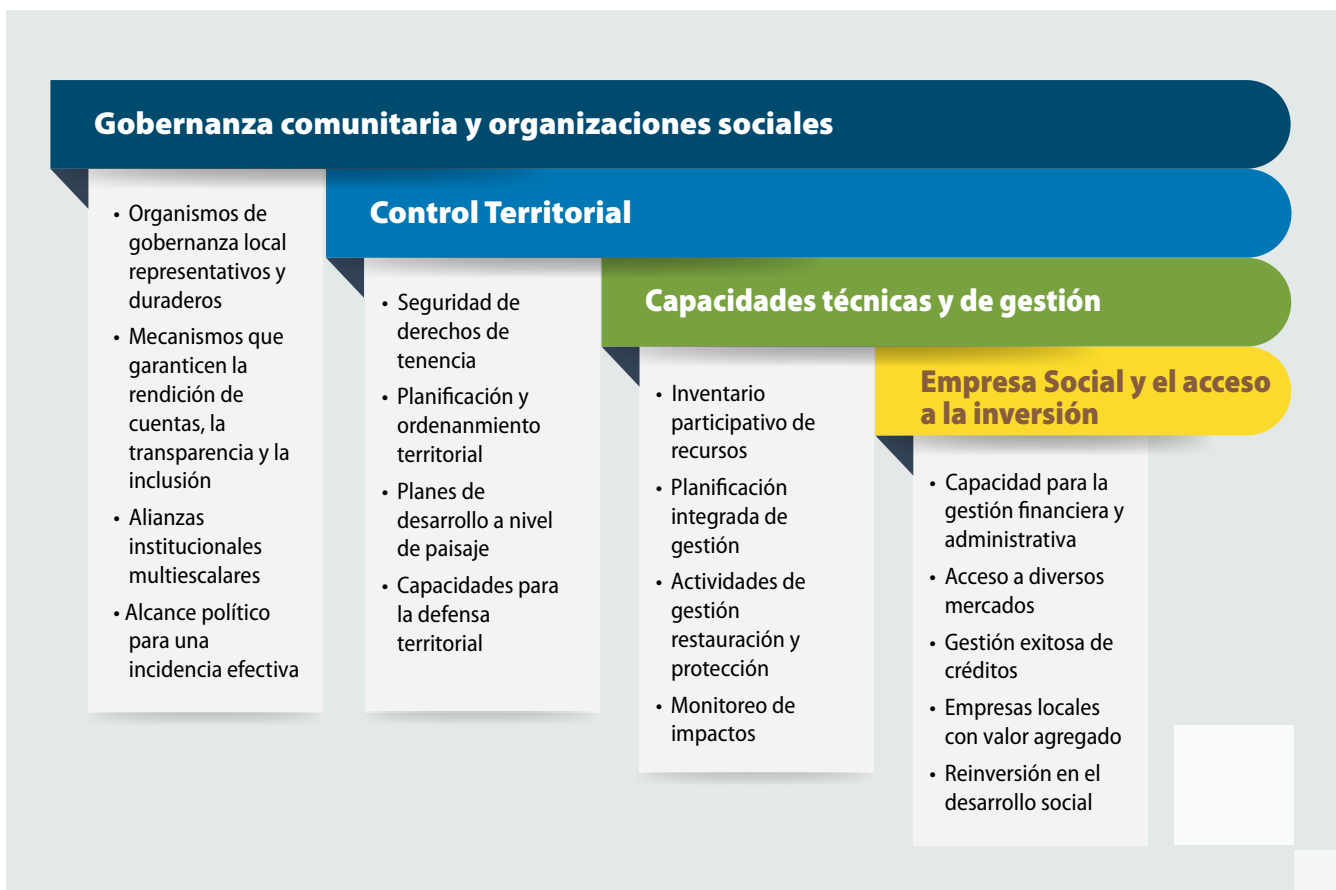 Gobernanza comunitaria y organizaciones sociales
• Organismos de
gobernanza local
representativos y
duraderos
• Mecanismos que
garanticen la
rendición de
cuentas, la
transparencia y la
inclusión
• Alianzas
institucionales
multiescalares
• Alcance político
para una
incidencia efectiva
Control Territorial
• Seguridad de
derechos de
tenencia
• Planificación y
ordenanmiento
territorial
• Planes de
desarrollo a nivel
de paisaje
• Capacidades para
la defensa
territorial
Capacidades técnicas y de gestión
• Inventario
participativo de
recursos
• Planificación
integrada de
gestión
• Actividades de
gestión
restauración y
protección
• Monitoreo de
impactos
Empresa Social y el acceso
a la inversión
• Capacidad para la
gestión financiera y
administrativa
• Acceso a diversos
mercados
• Gestión exitosa de
créditos
• Empresas locales
con valor agregado
• Reinversión en el
desarrollo social